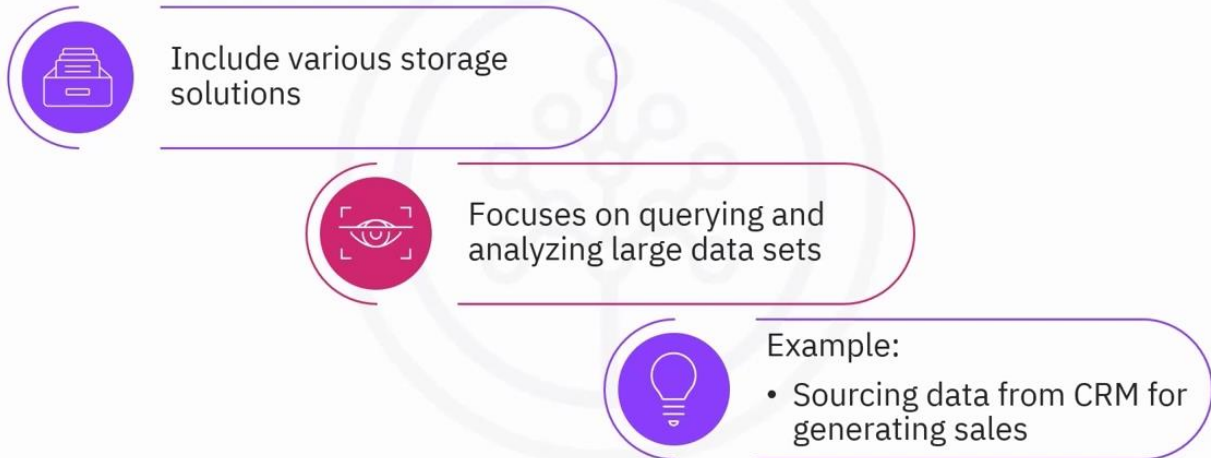 Include various storage
solutions
Focuses on querying and
analyzing large data sets
Example:
• Sourcing data from CRM for
generating sales